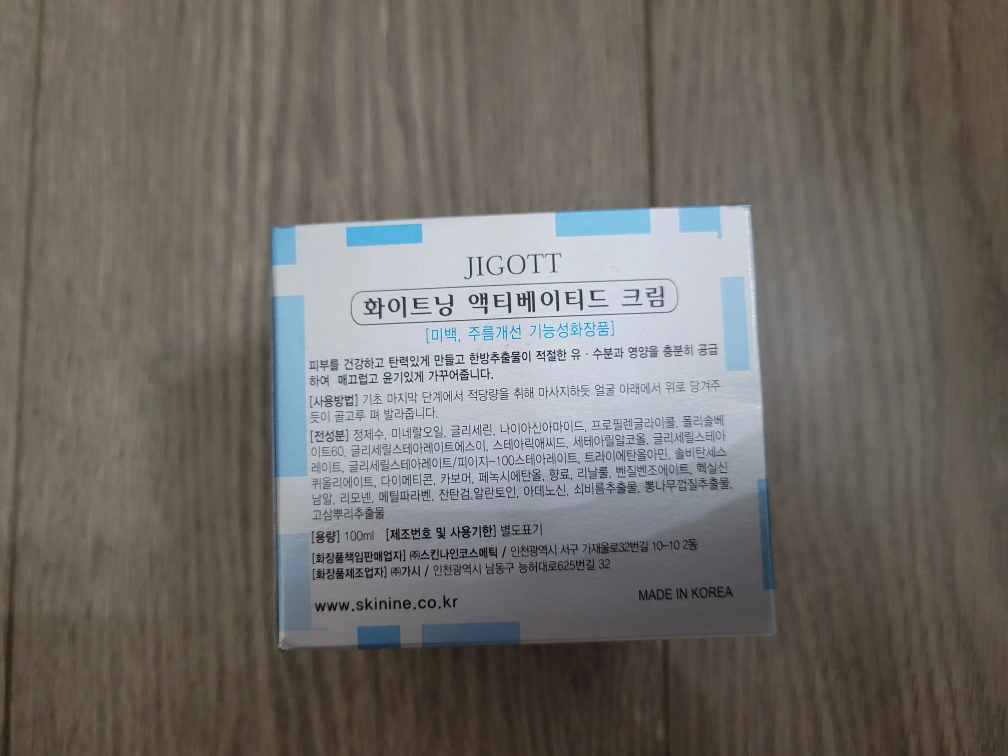 JIGOTT
화이트닝 액티베이티드 크림
[미백, 주름개선 기능성화장품]
피부를 건강하고 탄력있게 만들고 한방추출물이 적절한 유·수분과 영양을 충분히 공급
하여 매끄럽고 윤기있게 가꾸어줍니다.
[사용방법] 기초 마지막 단계에서 적당량을 취해 마사지하듯 얼굴 아래에서 위로 당겨주
듯이 골고루 펴 발라줍니다.
[전성분] 정제수, 미네랄오일, 글리세린, 나이아신아마이드, 프로필렌글라이콜, 폴리솔베
이트60, 글리세릴스테아레이트에스이, 스테아릭애씨드, 세테아릴알코올, 글리세릴스테아
레이트, 글리세릴스테아레이트/피이지-100스테아레이트, 트라이에탄올아민, 솔비탄세스
퀴올리에이트, 다이메티콘, 카보머, 페녹시에탄올, 향료, 리날룰, 벤질벤조에이트, 헥실신
남알, 리모넨, 메틸파라벤, 잔탄검,알란토인, 아데노신, 쇠비름추출물, 뽕나무껍질추출물,
고삼뿌리추출물
[용량] 100ml [제조번호 및 사용기한] 별도표기
[화장품책임판매업자] ㈜스킨나인코스메틱 / 인천광역시 서구 가재울로32번길 10-10 2동
[화장품제조업자] ㈜가시 / 인천광역시 남동구 능허대로625번길 32
www.skinine.co.kr
MADE IN KOREA